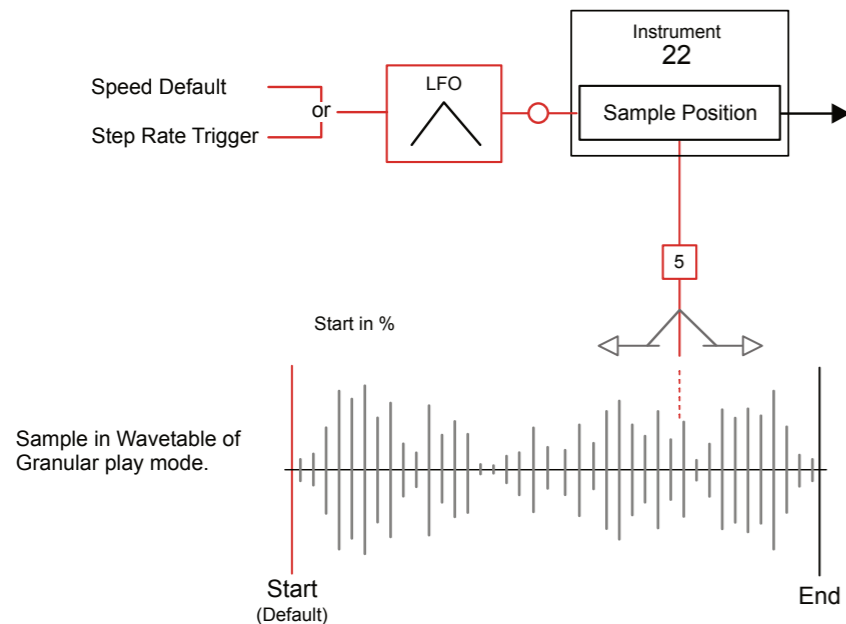 Instrument
22
Speed Default
LFO
or
Sample Position
Step Rate Trigger
5
Start in %
Sample in Wavetable of
Granular play mode.
Start
(Default)
End